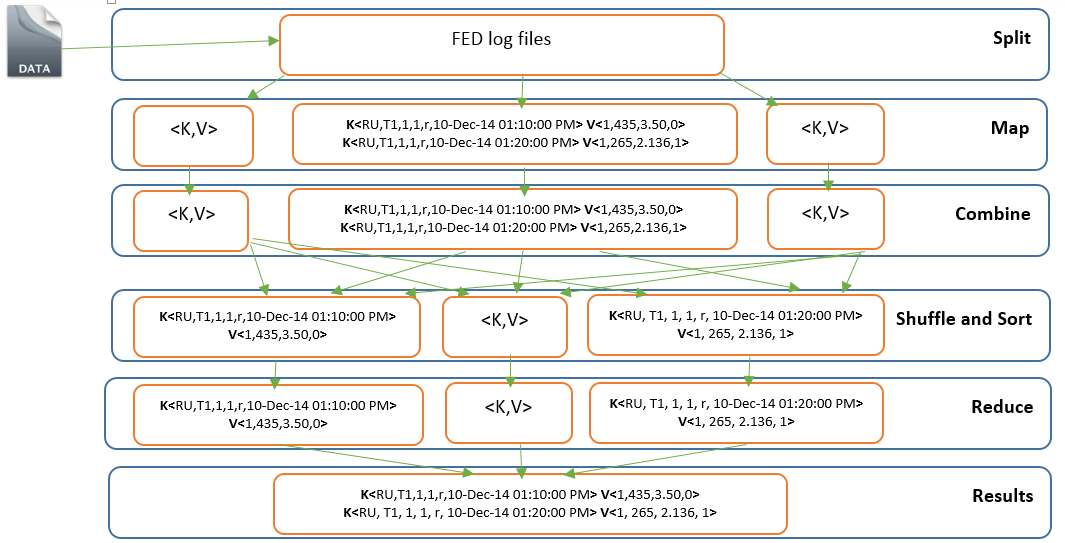 DATA
FED log files
Split
<K,V>
K<RU,T1,1,1,r,10-Dec-14 01:10:00 PM> V<1,435,3.50,0>
K<RU,T1,1,1,r,10-Dec-14 01:20:00 PM> V<1,265,2.136,1>
<K,V>
Map
<K,V>
K<RU,T1,1,1,r,10-Dec-14 01:10:00 PM> V<1,435,3.50,0>
K<RU,T1,1,1,r,10-Dec-14 01:20:00 PM> V<1,265,2.136,1>
<K,V>
Combine
K<RU,T1,1,1,r,10-Dec-14 01:10:00 PM>
V<1,435,3.50,0>
<K,V>
K<RU, T1, 1, 1, r, 10-Dec-14 01:20:00 PM>
V<1, 265, 2.136, 1>
Shuffle and Sort
K<RU,T1,1,1,r,10-Dec-14 01:10:00 PM>
V<1,435,3.50,0>
<K,V>
K<RU, T1, 1, 1, r, 10-Dec-14 01:20:00 PM>
V<1, 265, 2.136, 1>
Reduce
K<RU,T1,1,1,r,10-Dec-14 01:10:00 PM> V<1,435,3.50,0>
K<RU, T1, 1, 1, r, 10-Dec-14 01:20:00 PM> V<1, 265, 2.136, 1>
Results